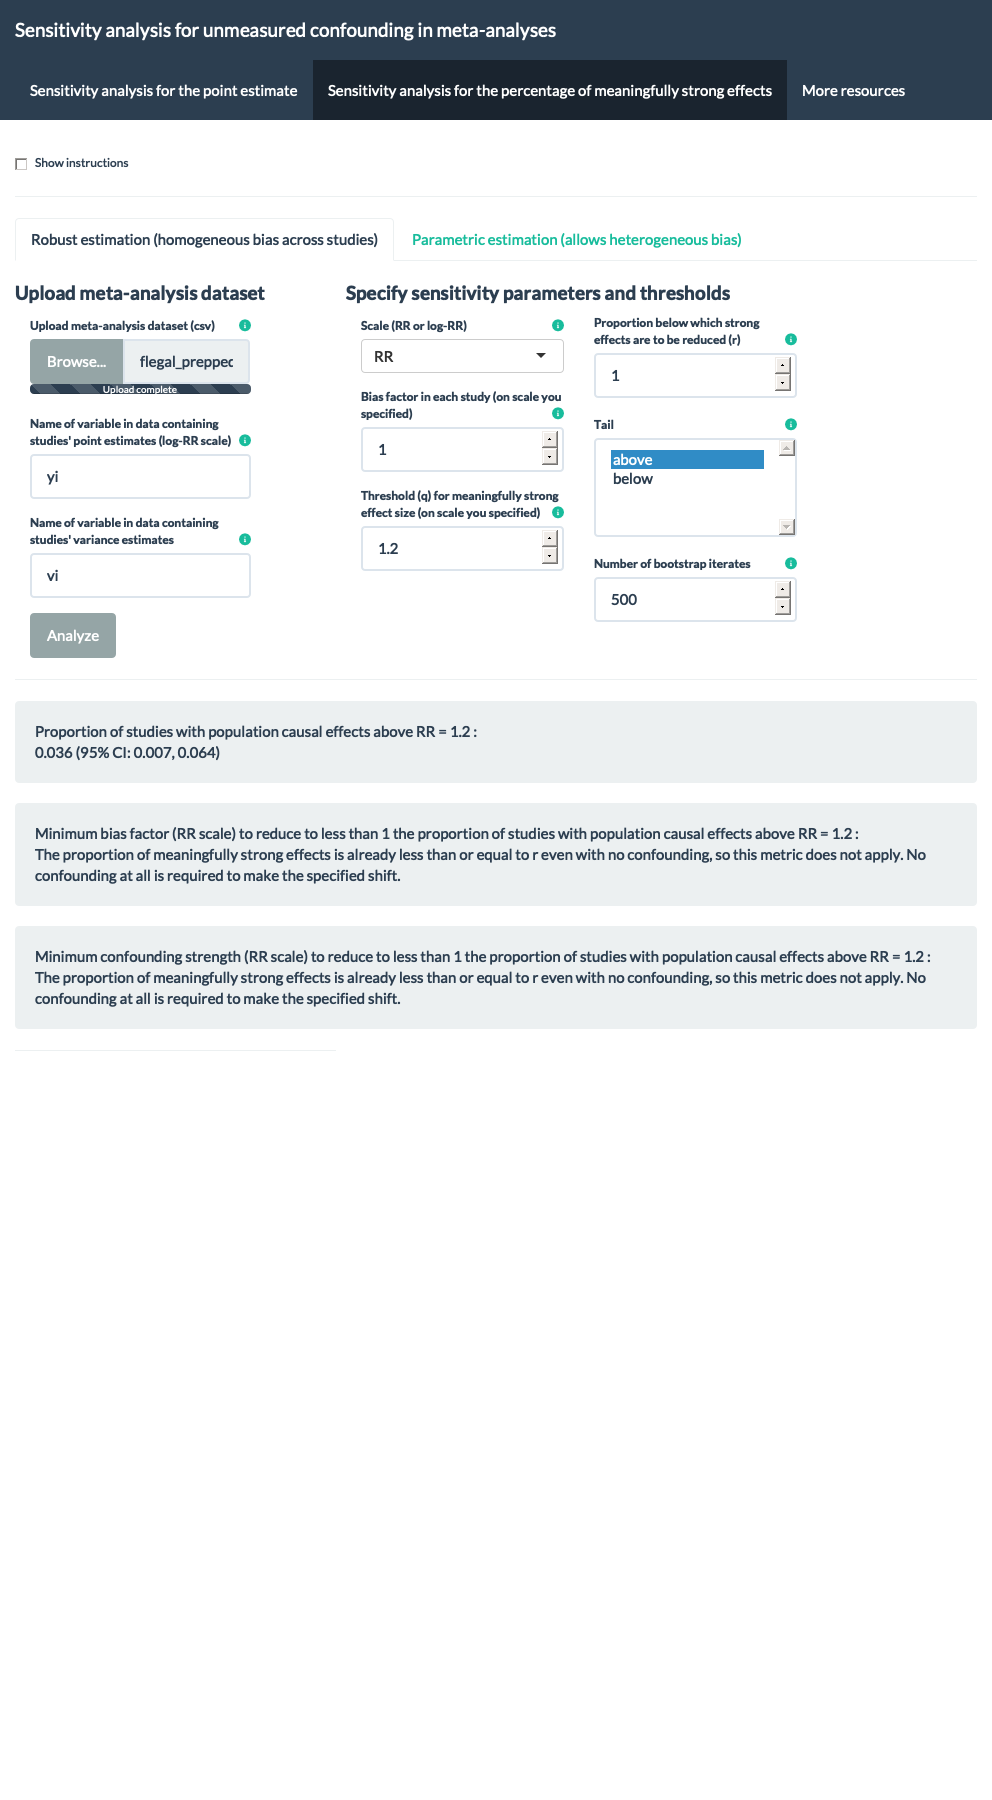 Sensitivity analysis for unmeasured confounding in meta-analyses
Sensitivity analysis for the point estimate
Sensitivity analysis for the percentage of meaningfully strong effects
More resources
Show instructions
Robust estimation (homogeneous bias across studies)
Parametric estimation (allows heterogeneous bias)
Upload meta-analysis dataset
Upload meta-analysis dataset (csv)
Browse...
flegal_prepped
Upload complete
Name of variable in data containing
studies' point estimates (log-RR scale)
yi
Name of variable in data containing
studies' variance estimates
vi
Analyze
Specify sensitivity parameters and thresholds
Scale (RR or log-RR)
RR
Bias factor in each study (on scale you
specified)
1
Threshold (q) for meaningfully strong
effect size (on scale you specified)
1.2
Proportion below which strong
effects are to be reduced (r)
1
Tail
above
below
Number of bootstrap iterates
500
Proportion of studies with population causal effects above RR = 1.2 :
0.036 (95% CI: 0.007, 0.064)
Minimum bias factor (RR scale) to reduce to less than 1 the proportion of studies with population causal effects above RR = 1.2 :
The proportion of meaningfully strong effects is already less than or equal to r even with no confounding, so this metric does not apply. No
confounding at all is required to make the specified shift.
Minimum confounding strength (RR scale) to reduce to less than 1 the proportion of studies with population causal effects above RR = 1.2 :
The proportion of meaningfully strong effects is already less than or equal to r even with no confounding, so this metric does not apply. No
confounding at all is required to make the specified shift.